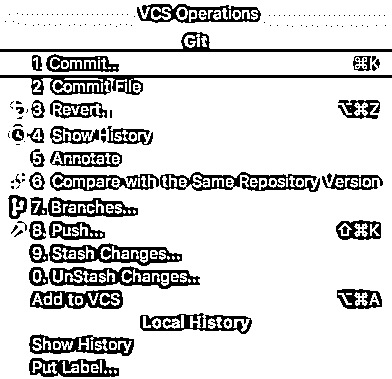 VCS Operations
Git
1. Commit... ⌘K
2. Commit File
3. Revert... ⌥⌘Z
4. Show History
5. Annotate
6. Compare with the Same Repository Version
7. Branches...
8. Push... ⇧⌘K
9. Stash Changes...
0. UnStash Changes...
Add to VCS ⌥⌘A
Local History
Show History
Put Label...